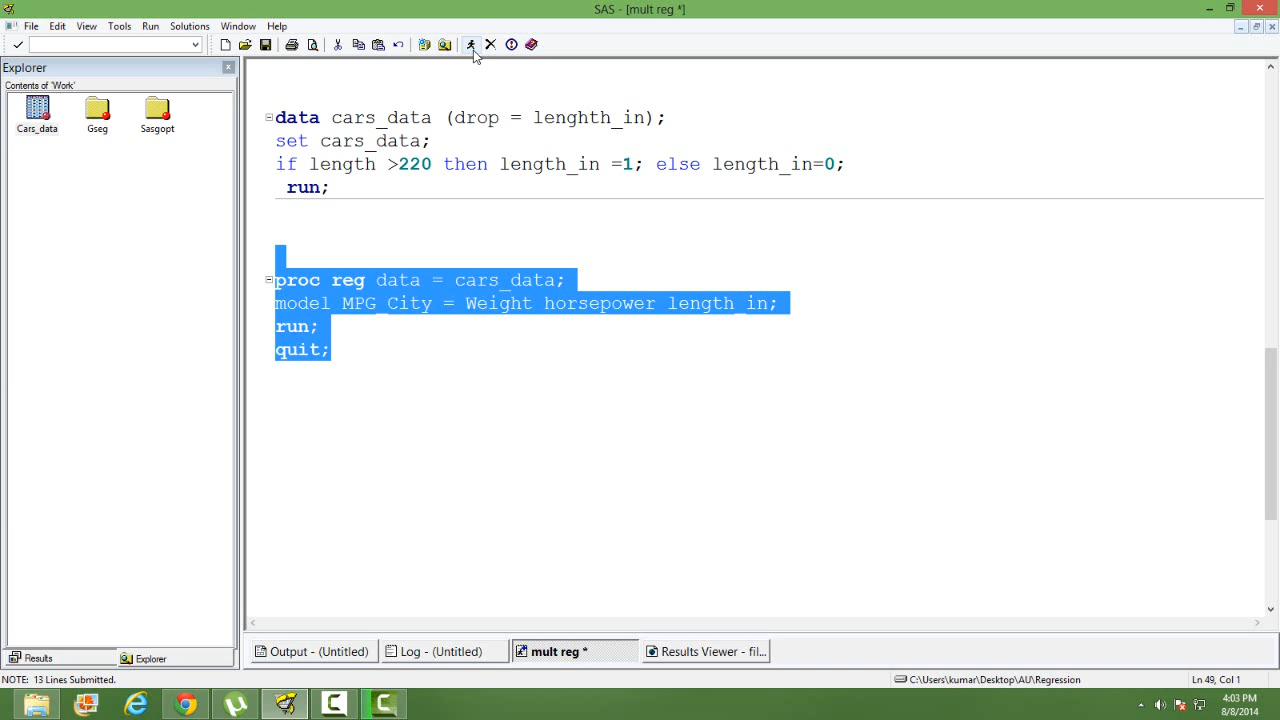 SAS - [mult reg *]
File Edit View Tools Run Solutions Window Help
Explorer
Contents of 'Work'
Cars_data Gseg Sasgopt
data cars_data (drop = lenghth_in);
set cars_data;
if length >220 then length_in =1; else length_in=0;
run;
proc reg data = cars_data;
model MPG_City = Weight horsepower length_in;
run;
quit;
Results Explorer
Output - (Untitled) Log - (Untitled) mult reg * Results Viewer - fil...
NOTE: 13 Lines Submitted. C:\Users\kumar\Desktop\AU\Regression Ln 49, Col 1
4:03 PM
8/8/2014